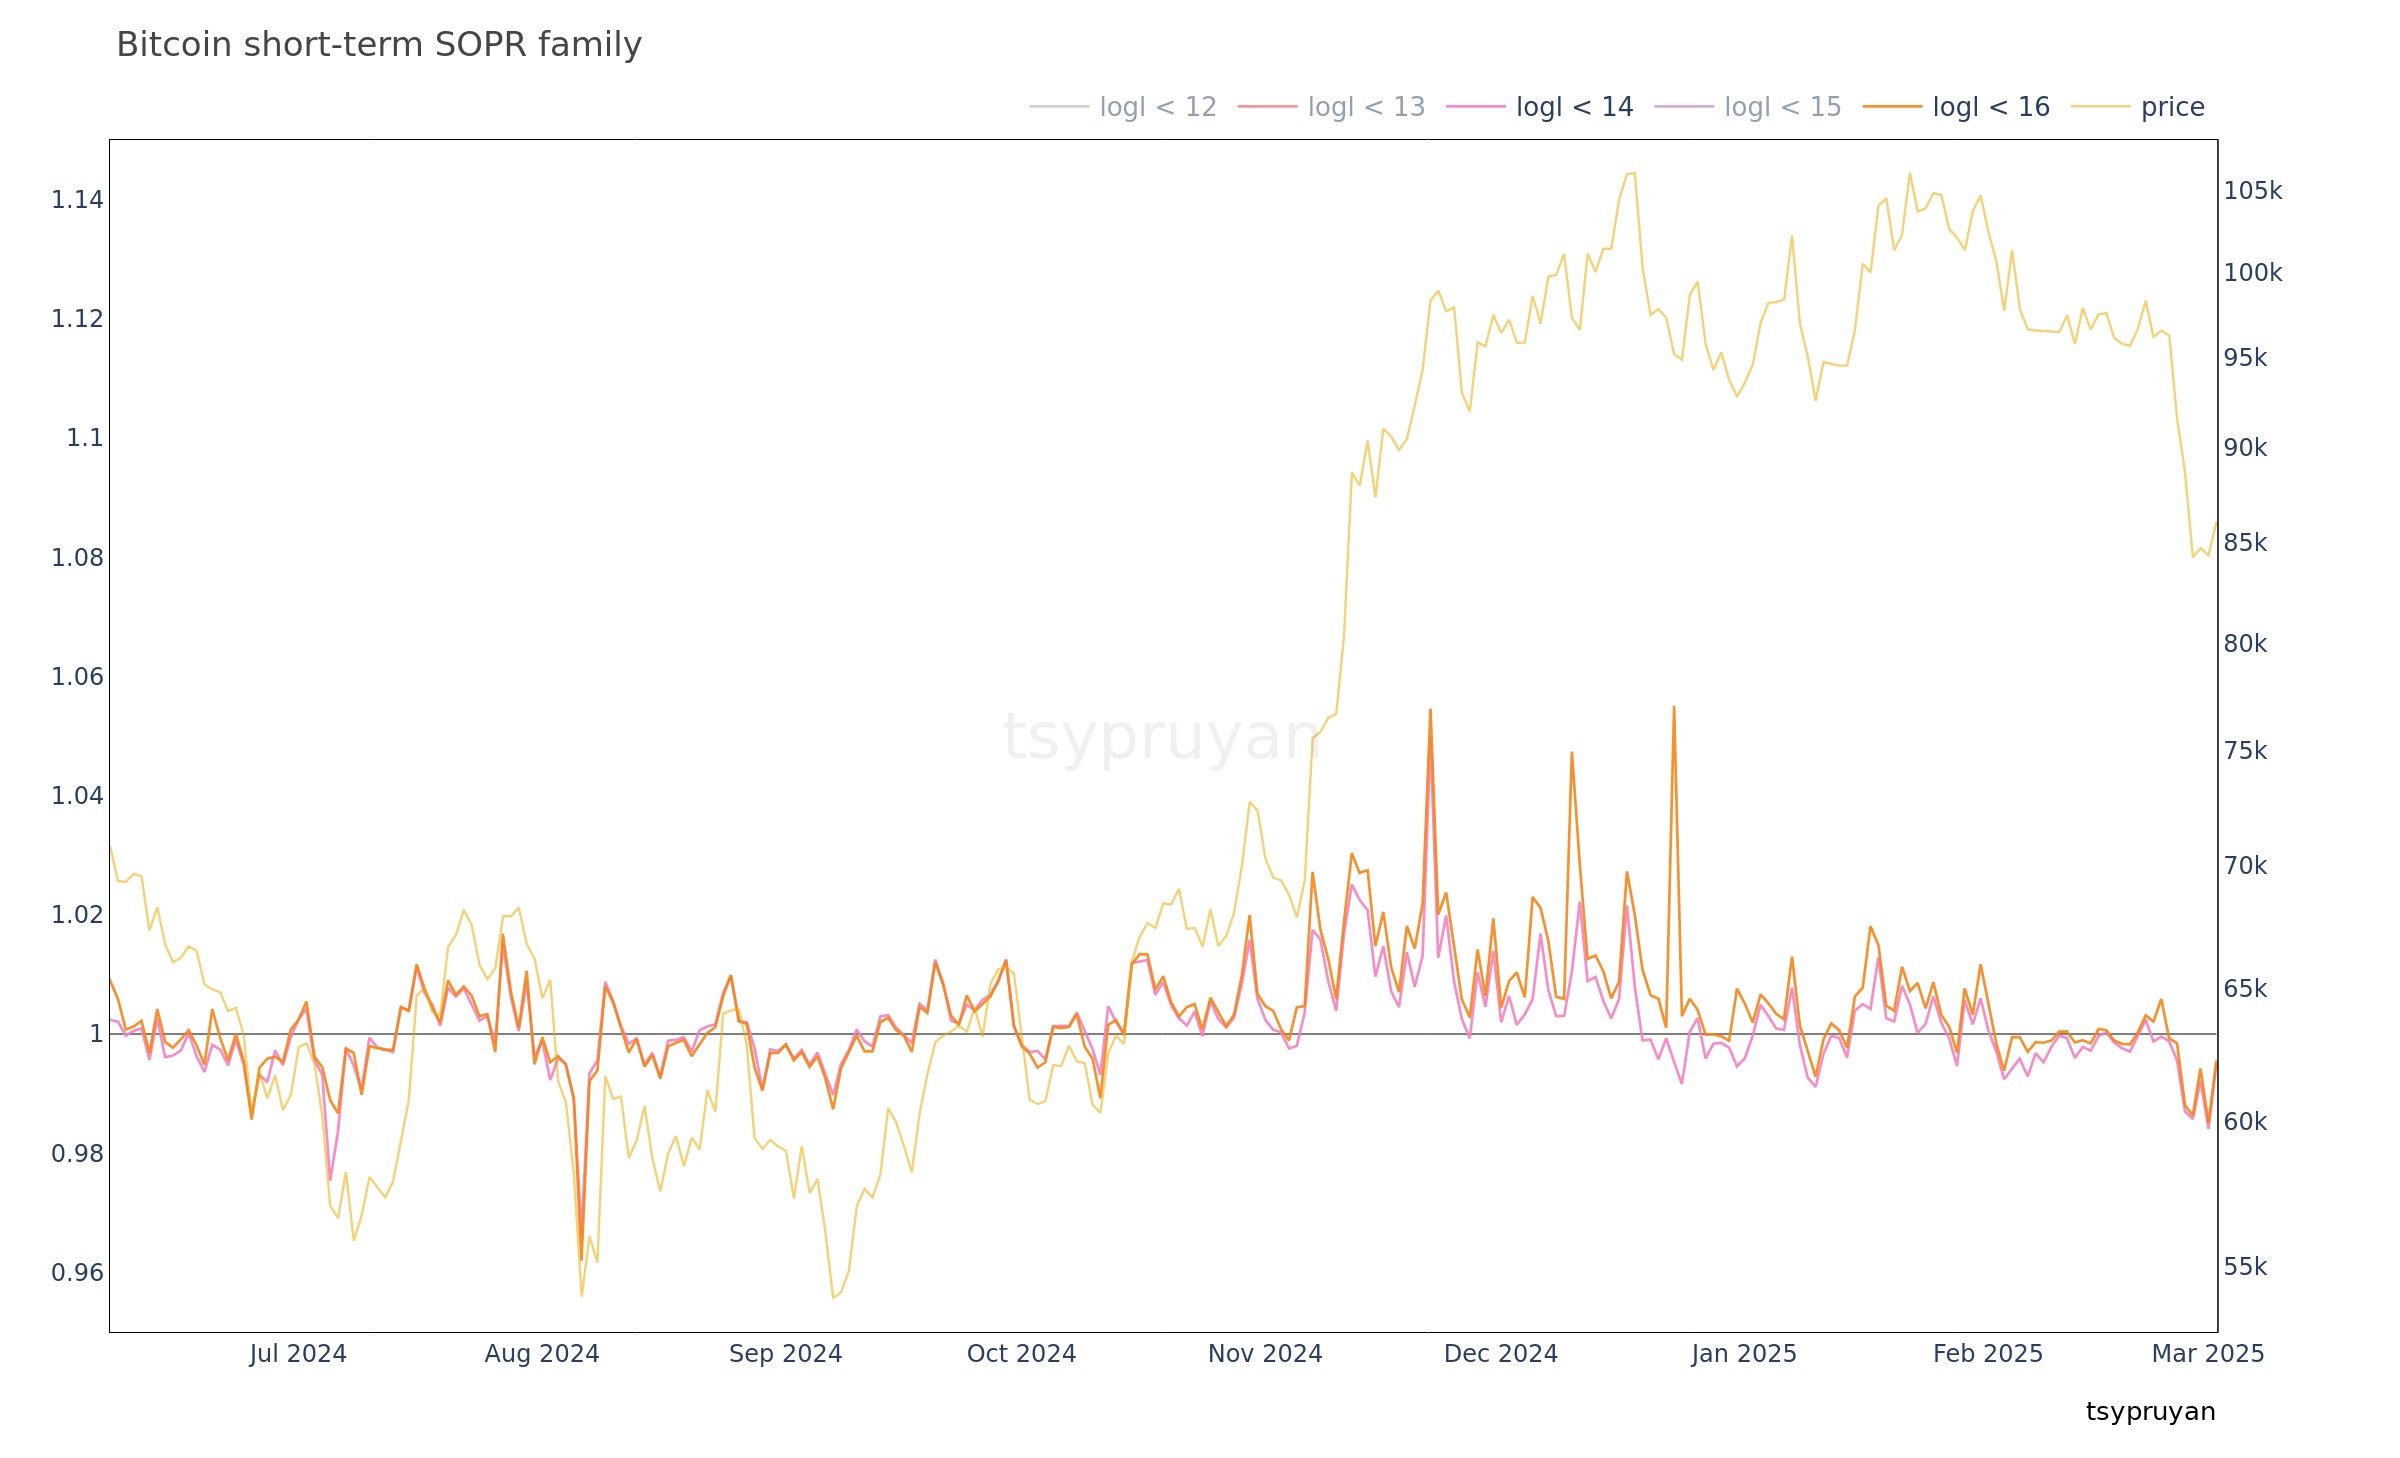 Bitcoin short-term SOPR family
logl < 12 logl < 13 logl < 14 logl < 15 logl < 16 price
1.14 105k
100k
1.12
95k
1.1 90k
1.08 85k
1.06 80k
tsypruyan
75k
1.04
70k
1.02
65k
1
0.98 60k
0.96 55k
Jul 2024 Aug 2024 Sep 2024 Oct 2024 Nov 2024 Dec 2024 Jan 2025 Feb 2025 Mar 2025
tsypruyan